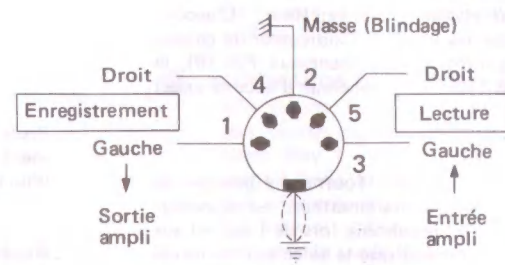 Masse (Blindage)
Droit
4
2
5
Droit
Enregistrement
Lecture
1
3
Gauche
Gauche
Sortie
ampli
Entrée
ampli